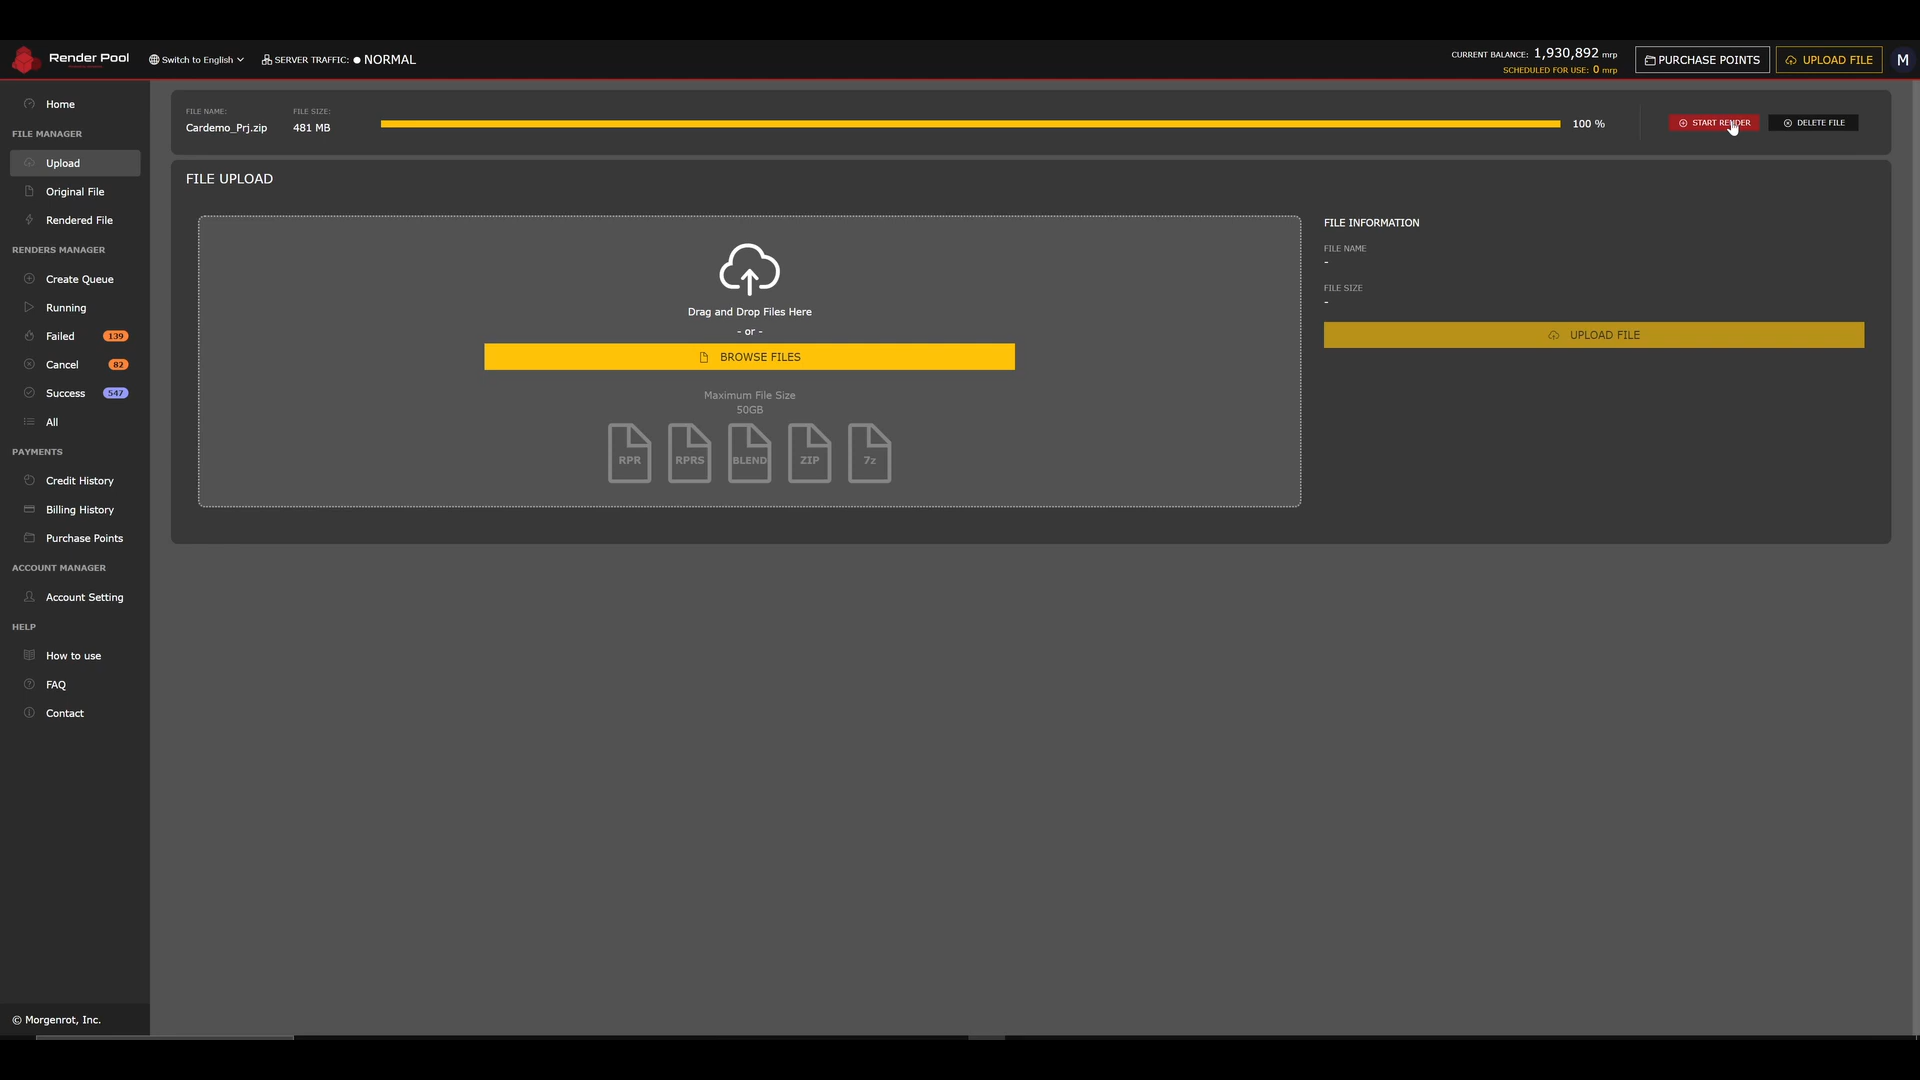 Render Pool
Switch to English
SERVER TRAFFIC: NORMAL
CURRENT BALANCE: 1,930,892 mrp
SCHEDULED FOR USE: 0 mrp
PURCHASE POINTS
UPLOAD FILE
M
Home
FILE MANAGER
Upload
Original File
Rendered File
RENDERS MANAGER
Create Queue
Running
Failed 139
Cancel 82
Success 547
All
PAYMENTS
Credit History
Billing History
Purchase Points
ACCOUNT MANAGER
Account Setting
HELP
How to use
FAQ
Contact
© Morgenrot, Inc.
FILE NAME: FILE SIZE:
Cardemo_Prj.zip 481 MB
100 %
START RENDER
DELETE FILE
FILE UPLOAD
Drag and Drop Files Here
- or -
BROWSE FILES
Maximum File Size
50GB
RPR RPRS BLEND ZIP 7z
FILE INFORMATION
FILE NAME
-
FILE SIZE
-
UPLOAD FILE